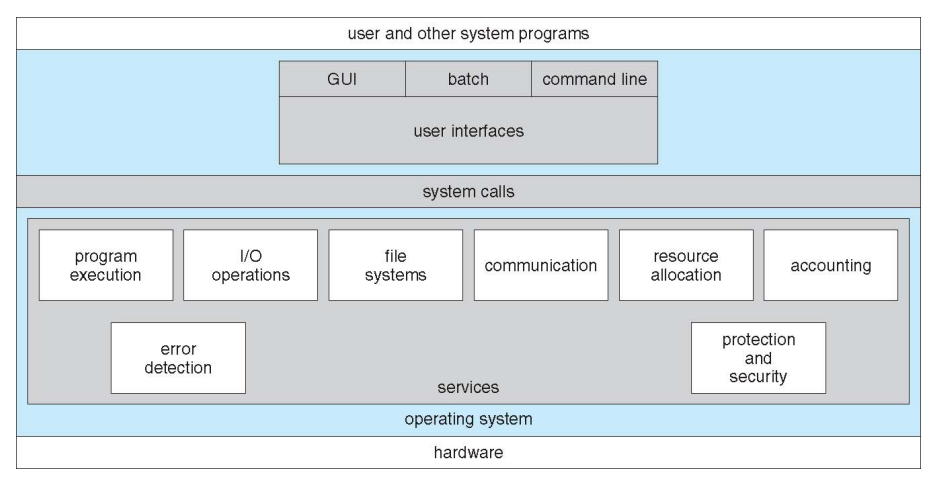 user and other system programs
GUI
batch
command line
user interfaces
system calls
program
execution
I/O
operations
file
systems
communication
resource
allocation
accounting
error
detection
protection
and
security
services
operating system
hardware